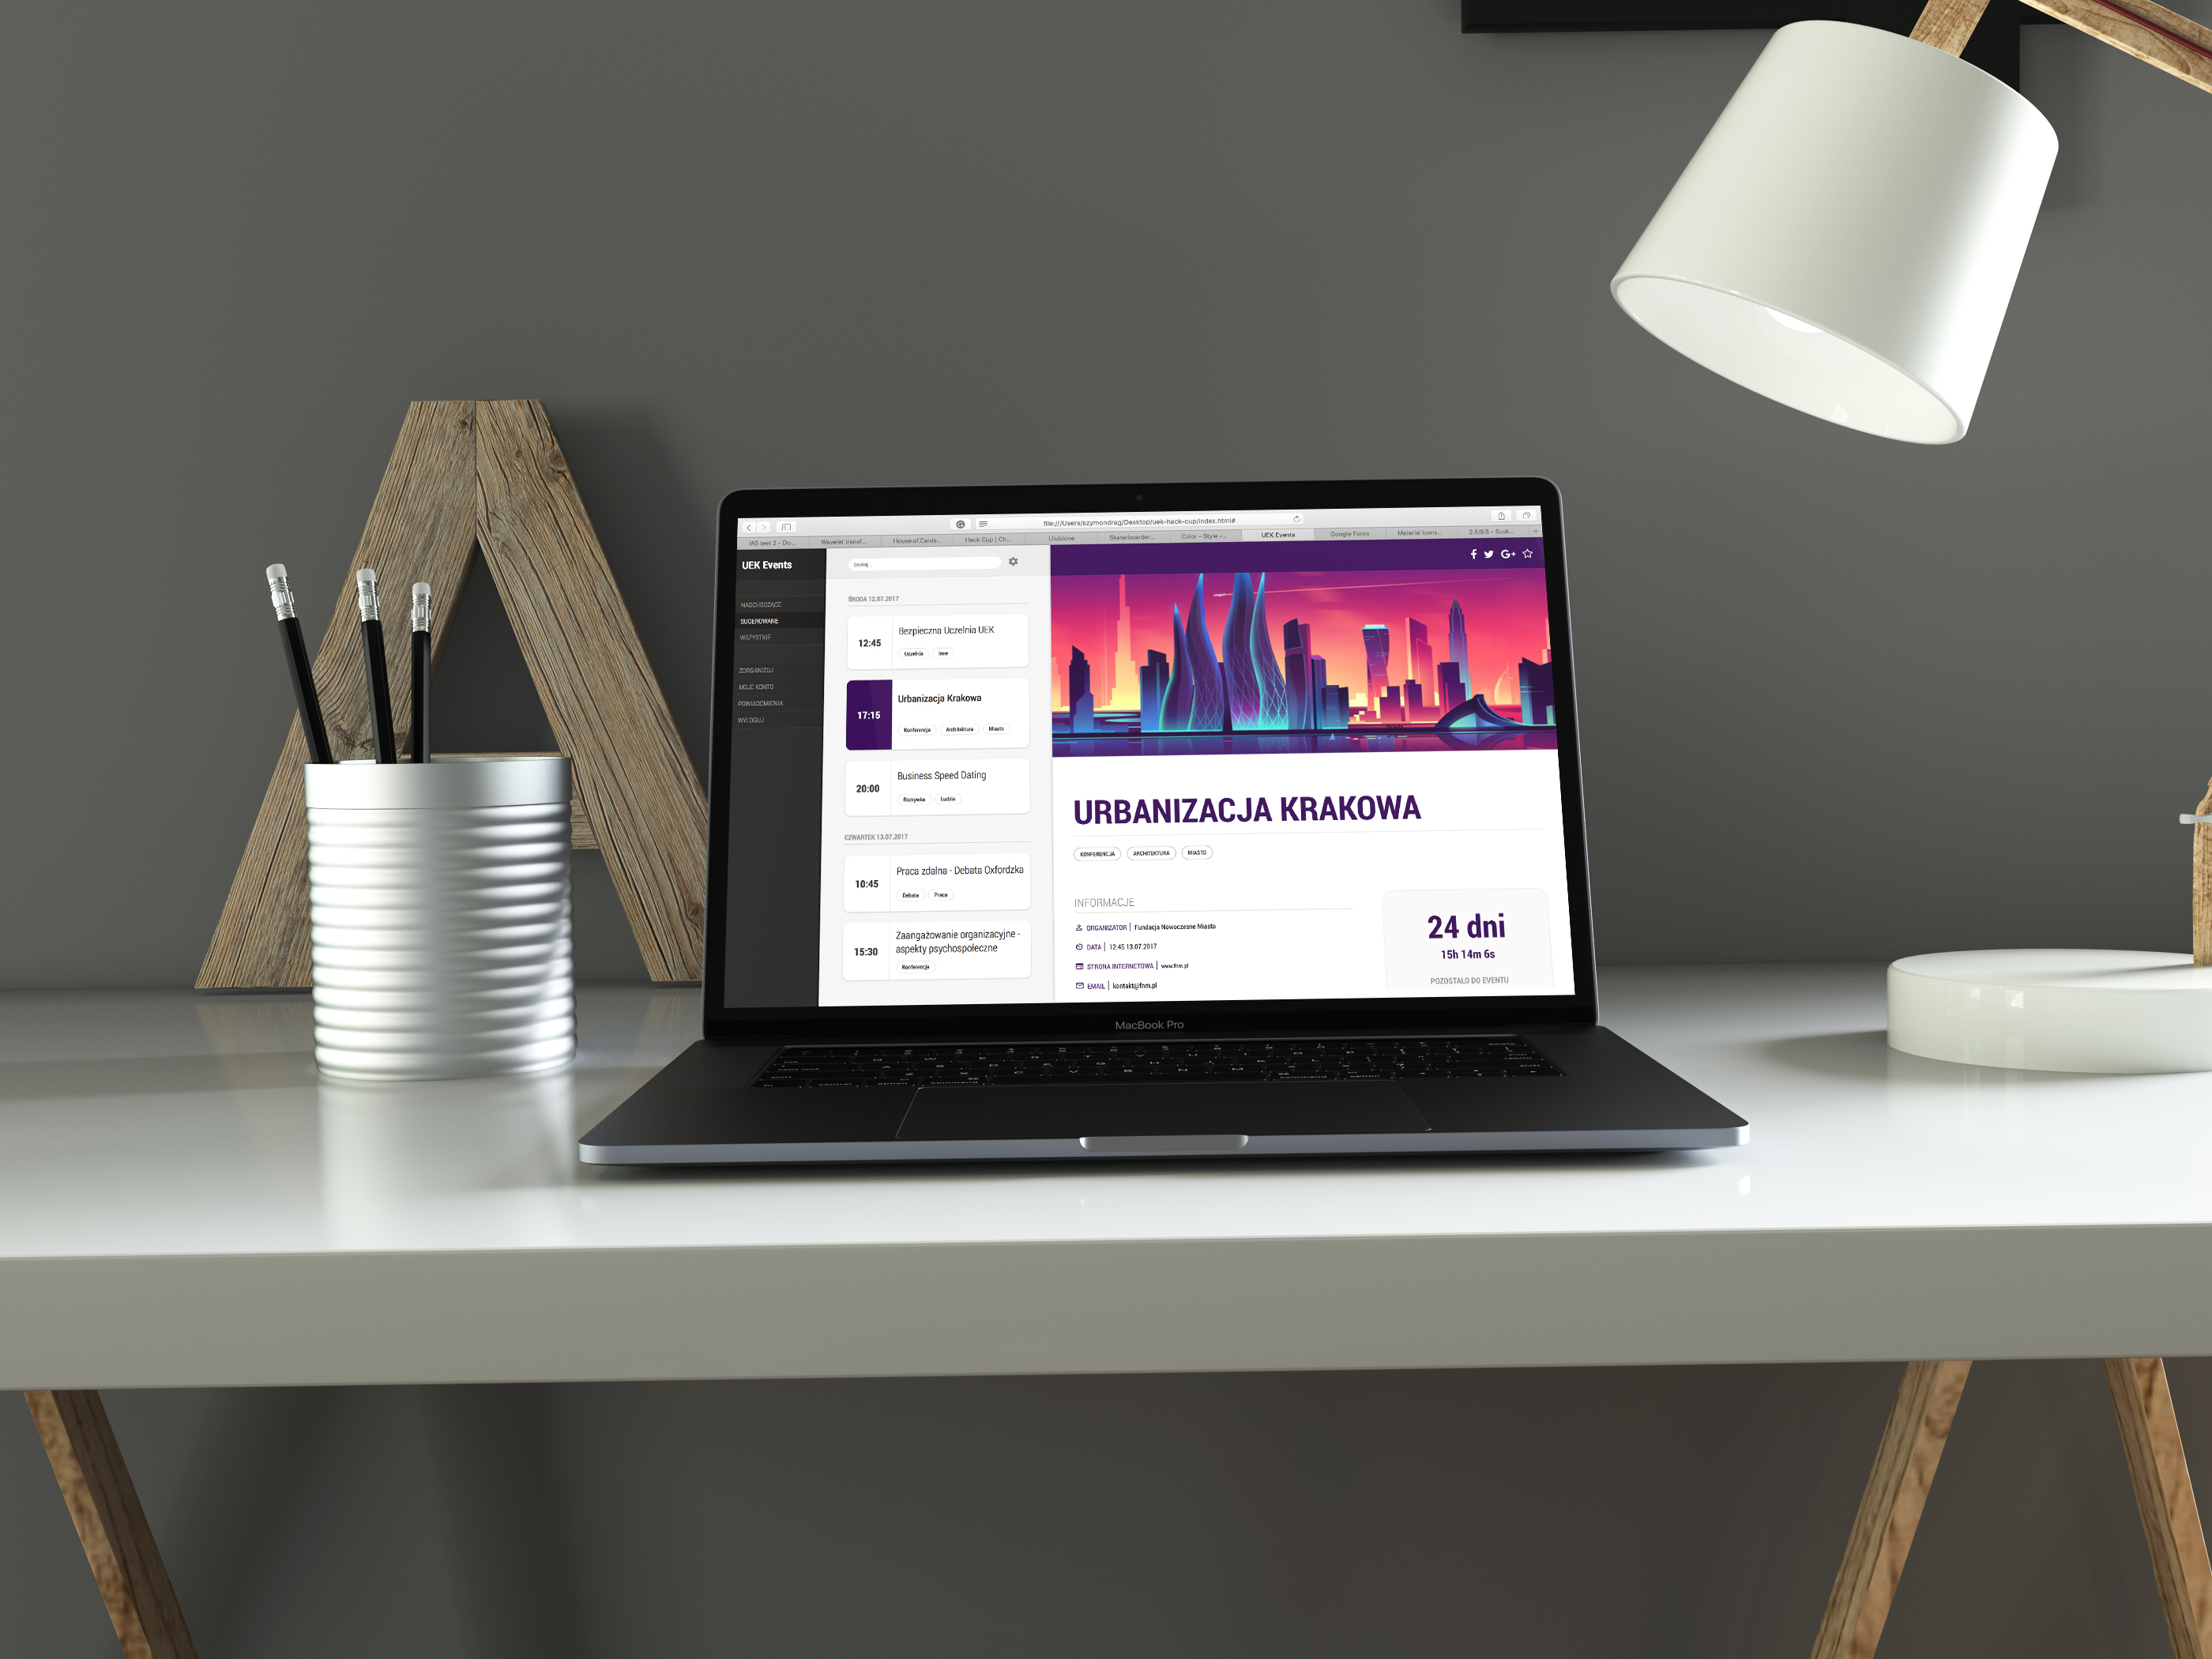 file:///Users/szymondrag/Desktop/uek-hack-cup/index.html#
IAS test 2 - Do...
Wavelet transf...
House.of.Cards...
Hack Cup | Ch...
Ulubione
Skateboarder...
Color - Style -...
UEK Events
Google Fonts
Material icons...
2.5/9.5 - Szuk...
UEK Events
NADCHODZĄCE
SUGEROWANE
WSZYSTKIE
ZORGANIZUJ
MOJE KONTO
POWIADOMIENIA
WYLOGUJ
Szukaj...
ŚRODA 12.07.2017
12:45
Bezpieczna Uczelnia UEK
Uczelnia Inne
17:15
Urbanizacja Krakowa
Konferencja Architektura Miasto
20:00
Business Speed Dating
Rozrywka Ludzie
CZWARTEK 13.07.2017
10:45
Praca zdalna - Debata Oxfordzka
Debata Praca
15:30
Zaangażowanie organizacyjne -
aspekty psychospołeczne
Konferencja
URBANIZACJA KRAKOWA
KONFERENCJA ARCHITEKTURA MIASTO
INFORMACJE
ORGANIZATOR | Fundacja Nowoczesne Miasto
DATA | 12:45 13.07.2017
STRONA INTERNETOWA | www.fnm.pl
EMAIL | kontakt@fnm.pl
24 dni
15h 14m 6s
POZOSTAŁO DO EVENTU
MacBook Pro
A